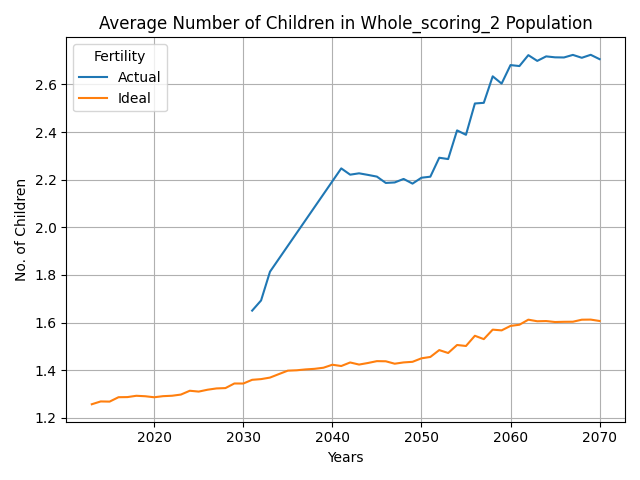 Average Number of Children in Whole_scoring_2 Population
Fertility
Actual
Ideal
No. of Children
2.6
2.4
2.2
2.0
1.8
1.6
1.4
1.2
2020 2030 2040 2050 2060 2070
Years